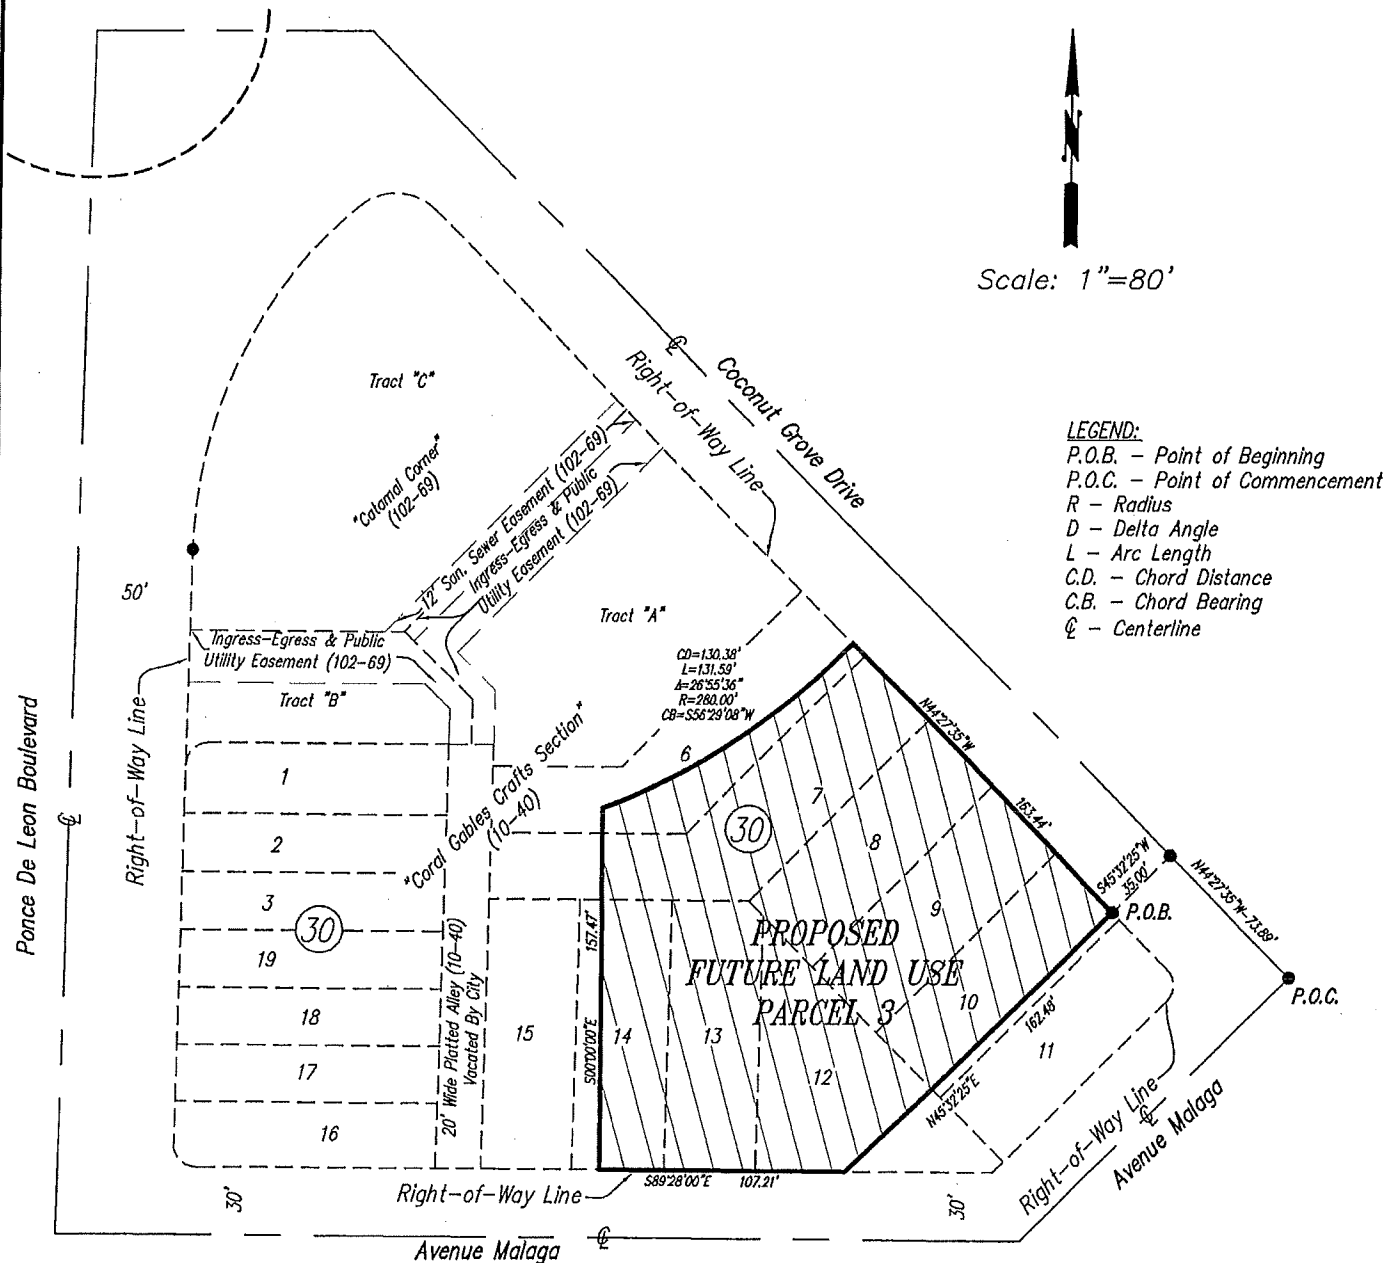 N
Scale: 1"=80'
LEGEND:
P.O.B. – Point of Beginning
P.O.C. – Point of Commencement
R – Radius
D – Delta Angle
L – Arc Length
C.D. – Chord Distance
C.B. – Chord Bearing
℄ – Centerline
℄
Coconut Grove Drive
Right-of-Way Line
Tract "C"
"Catamal Corner"
(102-69)
12' San. Sewer Easement (102-69)
Ingress-Egress & Public
Utility Easement (102-69)
50'
Ingress-Egress & Public
Utility Easement (102-69)
Tract "A"
Tract "B"
CD=130.38'
L=131.59'
Δ=26°55'36"
R=280.00'
CB=S56°29'08"W
Ponce De Leon Boulevard
℄
Right-of-Way Line
"Coral Gables Crafts Section"
(10-40)
1
2
3
30
19
18
17
16
20' Wide Platted Alley (10-40)
Vacated By City
6
7
30
8
9
10
11
12
13
14
15
PROPOSED
FUTURE LAND USE
PARCEL 3
N44°27'35"W
163.44'
S45°32'25"W
35.00'
N44°27'35"W-73.89'
P.O.B.
P.O.C.
162.48'
N45°32'25"E
157.47'
S00°00'00"E
S89°28'00"E
107.21'
Right-of-Way Line
30'
30'
Right-of-Way Line
℄
Avenue Malaga
℄
Avenue Malaga